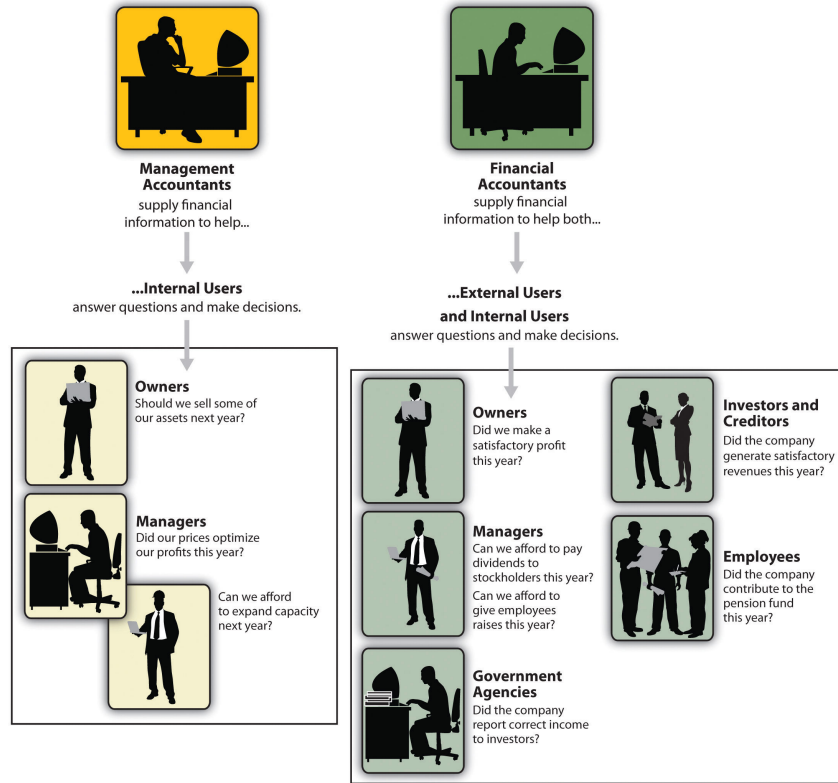 Management
Accountants
supply financial
information to help...
...Internal Users
answer questions and make decisions.
Owners
Should we sell some of
our assets next year?
Managers
Did our prices optimize
our profits this year?
Can we afford
to expand capacity
next year?
Financial
Accountants
supply financial
information to help both...
...External Users
and Internal Users
answer questions and make decisions.
Owners
Did we make a
satisfactory profit
this year?
Managers
Can we afford to pay
dividends to
stockholders this year?
Can we afford to
give employees
raises this year?
Government
Agencies
Did the company
report correct income
to investors?
Investors and
Creditors
Did the company
generate satisfactory
revenues this year?
Employees
Did the company
contribute to the
pension fund
this year?